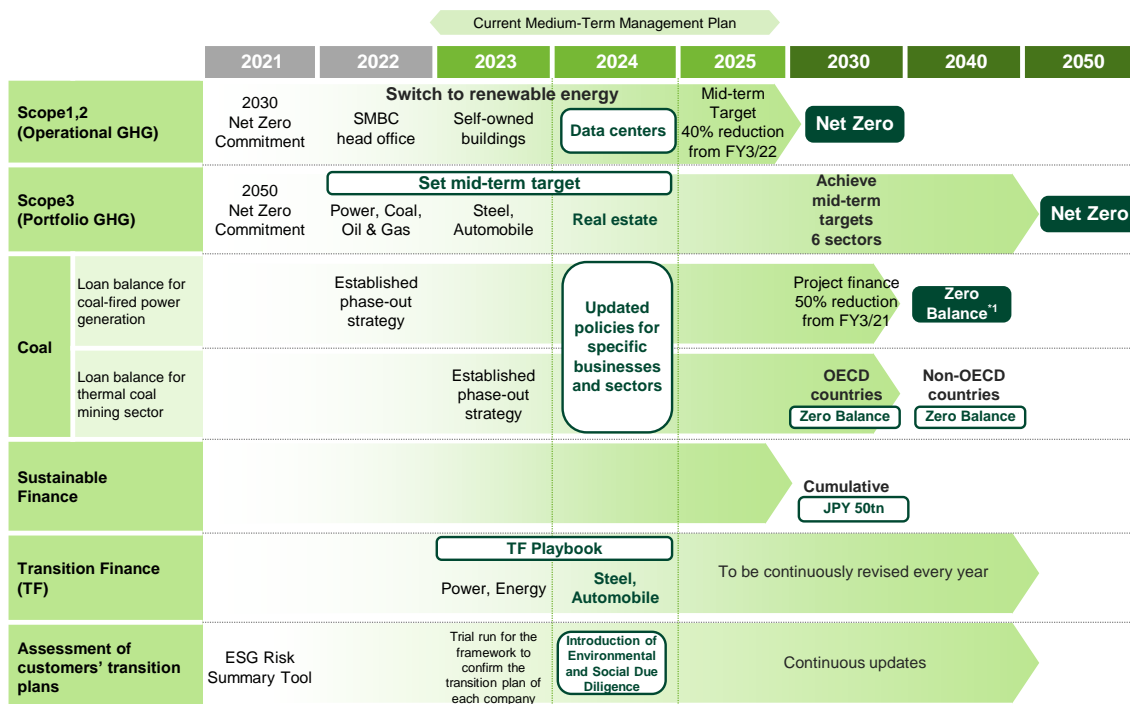 Current Medium-Term Management Plan
2021
2022
2023
2024
2025
2030
2040
2050
Scope1,2
(Operational GHG)
2030
Net Zero
Commitment
Switch to renewable energy
SMBC
head office
Self-owned
buildings
Data centers
Mid-term
Target
40% reduction
from FY3/22
Net Zero
Scope3
(Portfolio GHG)
2050
Net Zero
Commitment
Set mid-term target
Power, Coal,
Oil & Gas
Steel,
Automobile
Real estate
Achieve
mid-term
targets
6 sectors
Net Zero
Coal
Loan balance for
coal-fired power
generation
Established
phase-out
strategy
Updated
policies for
specific
businesses
and sectors
Project finance
50% reduction
from FY3/21
Zero
Balance*1
Loan balance for
thermal coal
mining sector
Established
phase-out
strategy
OECD
countries
Zero Balance
Non-OECD
countries
Zero Balance
Sustainable
Finance
Cumulative
JPY 50tn
Transition Finance
(TF)
TF Playbook
Power, Energy
Steel,
Automobile
To be continuously revised every year
Assessment of
customers’ transition
plans
ESG Risk
Summary Tool
Trial run for the
framework to
confirm the
transition plan of
each company
Introduction of
Environmental
and Social Due
Diligence
Continuous updates